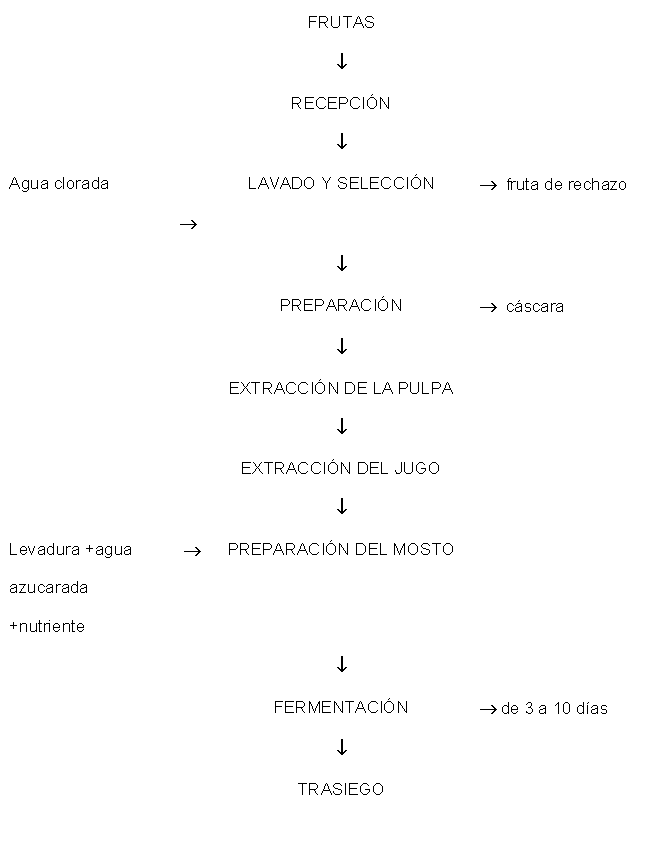 FRUTAS
↓
RECEPCIÓN
↓
Agua clorada LAVADO Y SELECCIÓN → fruta de rechazo
→
↓
PREPARACIÓN → cáscara
↓
EXTRACCIÓN DE LA PULPA
↓
EXTRACCIÓN DEL JUGO
↓
Levadura +agua → PREPARACIÓN DEL MOSTO
azucarada
+nutriente
↓
FERMENTACIÓN → de 3 a 10 días
↓
TRASIEGO